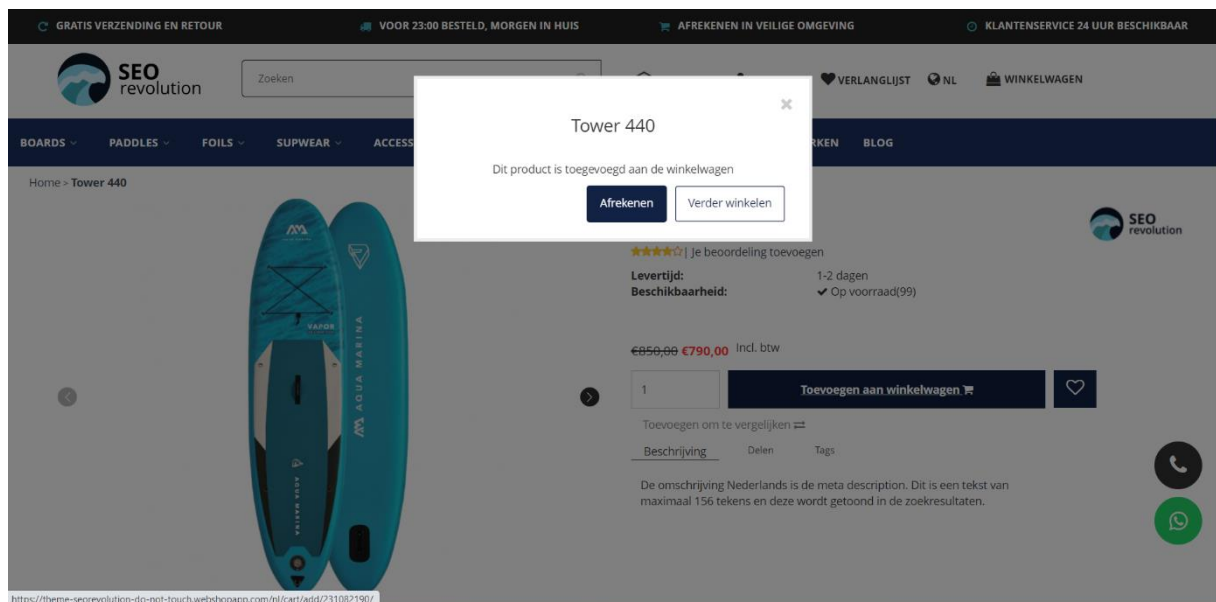 GRATIS VERZENDING EN RETOUR
VOOR 23:00 BESTELD, MORGEN IN HUIS
AFREKENEN IN VEILIGE OMGEVING
KLANTENSERVICE 24 UUR BESCHIKBAAR
SEO
revolution
Zoeken
VERLANGLIJST
NL
WINKELWAGEN
BOARDS
PADDLES
FOILS
SUPWEAR
ACCESS
RKEN
BLOG
Tower 440
Dit product is toegevoegd aan de winkelwagen
Afrekenen
Verder winkelen
Home > Tower 440
SEO
revolution
| Je beoordeling toevoegen
Levertijd: 1-2 dagen
Beschikbaarheid: Op voorraad(99)
€850,00 €790,00 Incl. btw
1
Toevoegen aan winkelwagen
Toevoegen om te vergelijken
Beschrijving
Delen
Tags
De omschrijving Nederlands is de meta description. Dit is een tekst van
maximaal 156 tekens en deze wordt getoond in de zoekresultaten.
VAPOR
AQUA MARINA
AQUA MARINA
https://theme-seorevolution-do-not-touch.webshopapp.com/nl/cart/add/231082190/